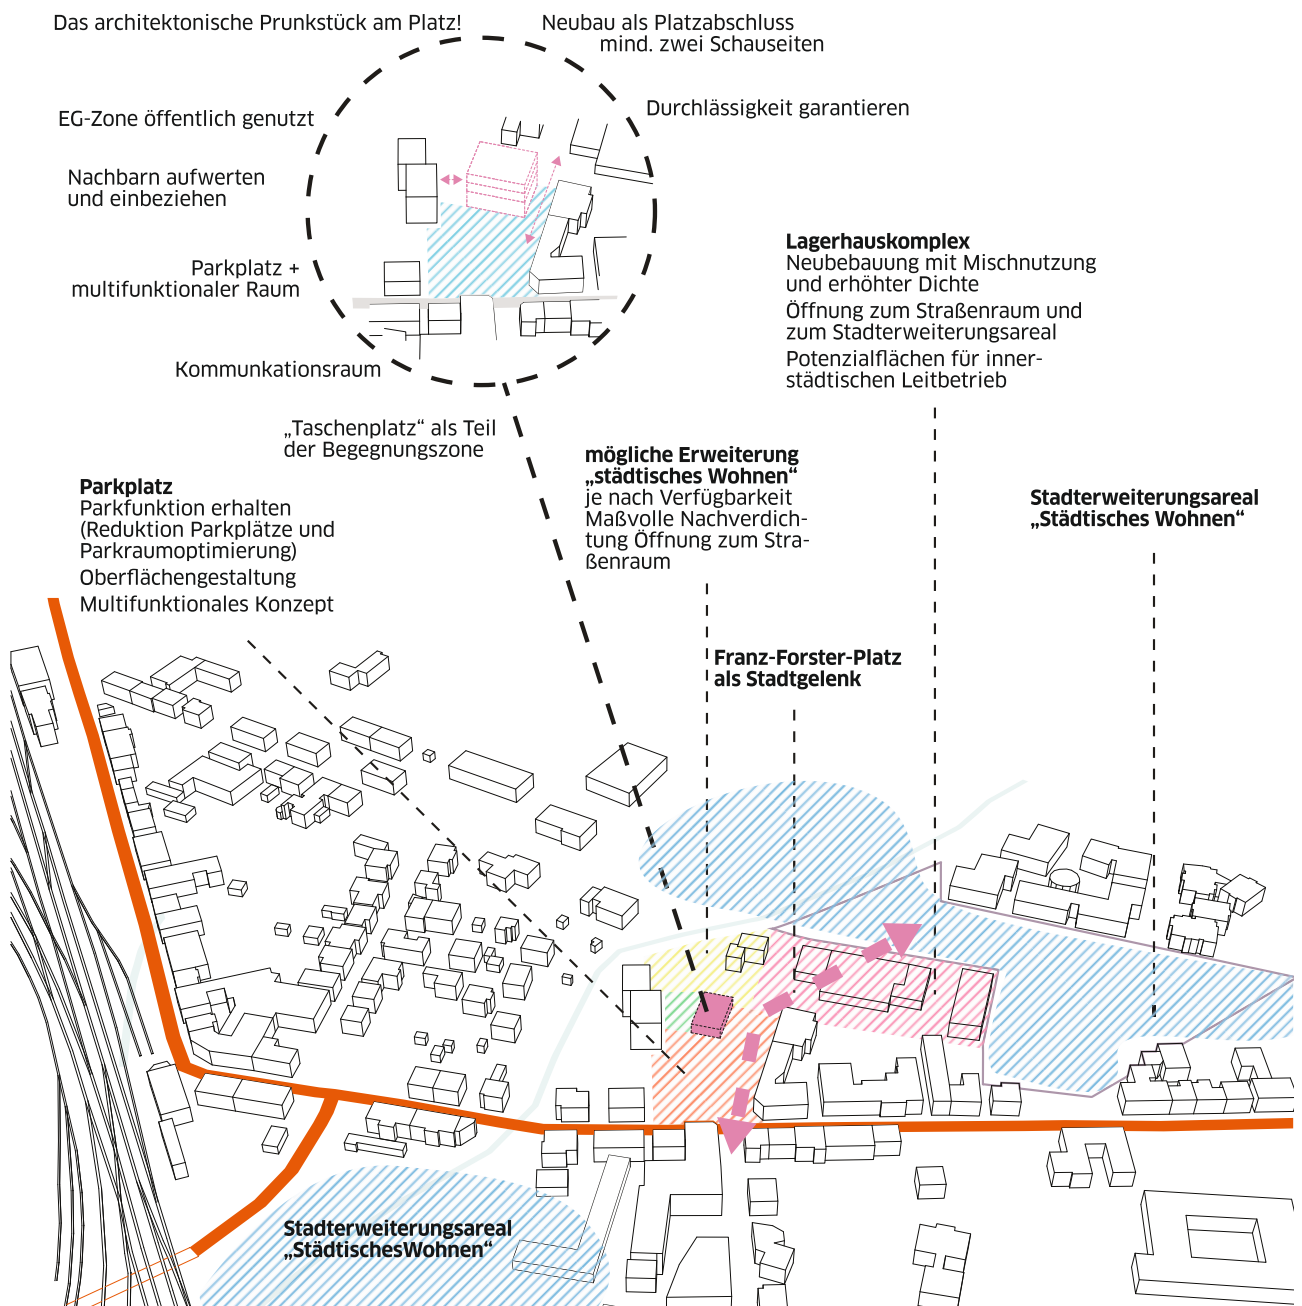 Das architektonische Prunkstück am Platz!
Neubau als Platzabschluss
mind. zwei Schauseiten
EG-Zone öffentlich genutzt
Durchlässigkeit garantieren
Nachbarn aufwerten
und einbeziehen
Parkplatz +
multifunktionaler Raum
Kommunkationsraum
„Taschenplatz“ als Teil
der Begegnungszone
Lagerhauskomplex
Neubebauung mit Mischnutzung
und erhöhter Dichte
Öffnung zum Straßenraum und
zum Stadterweiterungsareal
Potenzialflächen für inner-
städtischen Leitbetrieb
Parkplatz
Parkfunktion erhalten
(Reduktion Parkplätze und
Parkraumoptimierung)
Oberflächengestaltung
Multifunktionales Konzept
mögliche Erweiterung
„städtisches Wohnen“
je nach Verfügbarkeit
Maßvolle Nachverdich-
tung Öffnung zum Stra-
ßenraum
Stadterweiterungsareal
„Städtisches Wohnen“
Franz-Forster-Platz
als Stadtgelenk
Stadterweiterungsareal
„StädtischesWohnen“